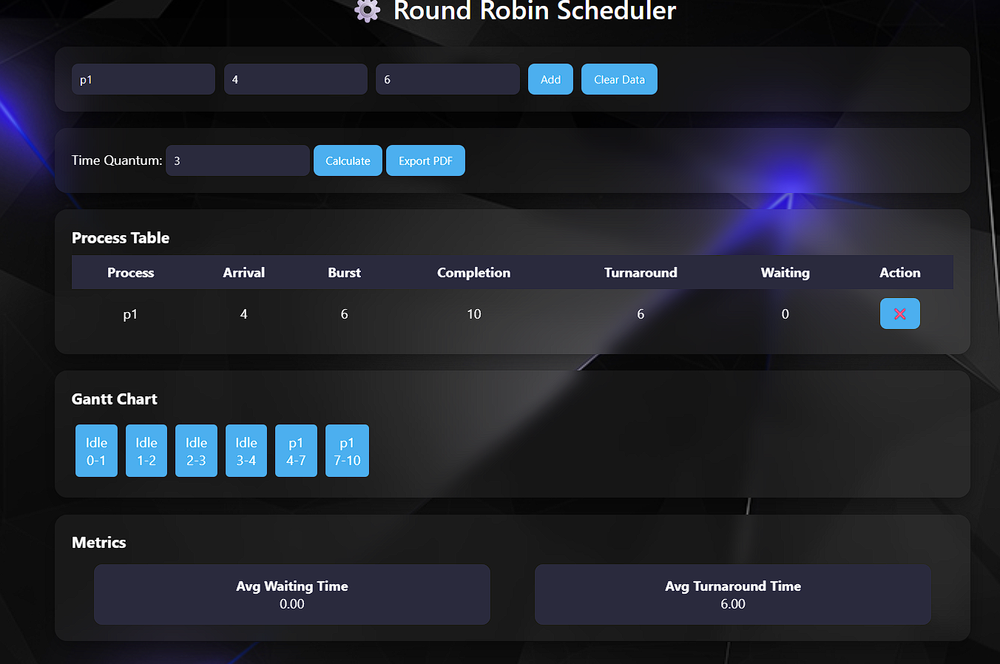 Round Robin Scheduler
p1 4 6 Add Clear Data
Time Quantum: 3 Calculate Export PDF
Process Table
Process Arrival Burst Completion Turnaround Waiting Action
p1 4 6 10 6 0
Gantt Chart
Idle Idle Idle Idle p1 p1
0-1 1-2 2-3 3-4 4-7 7-10
Metrics
Avg Waiting Time Avg Turnaround Time
0.00 6.00